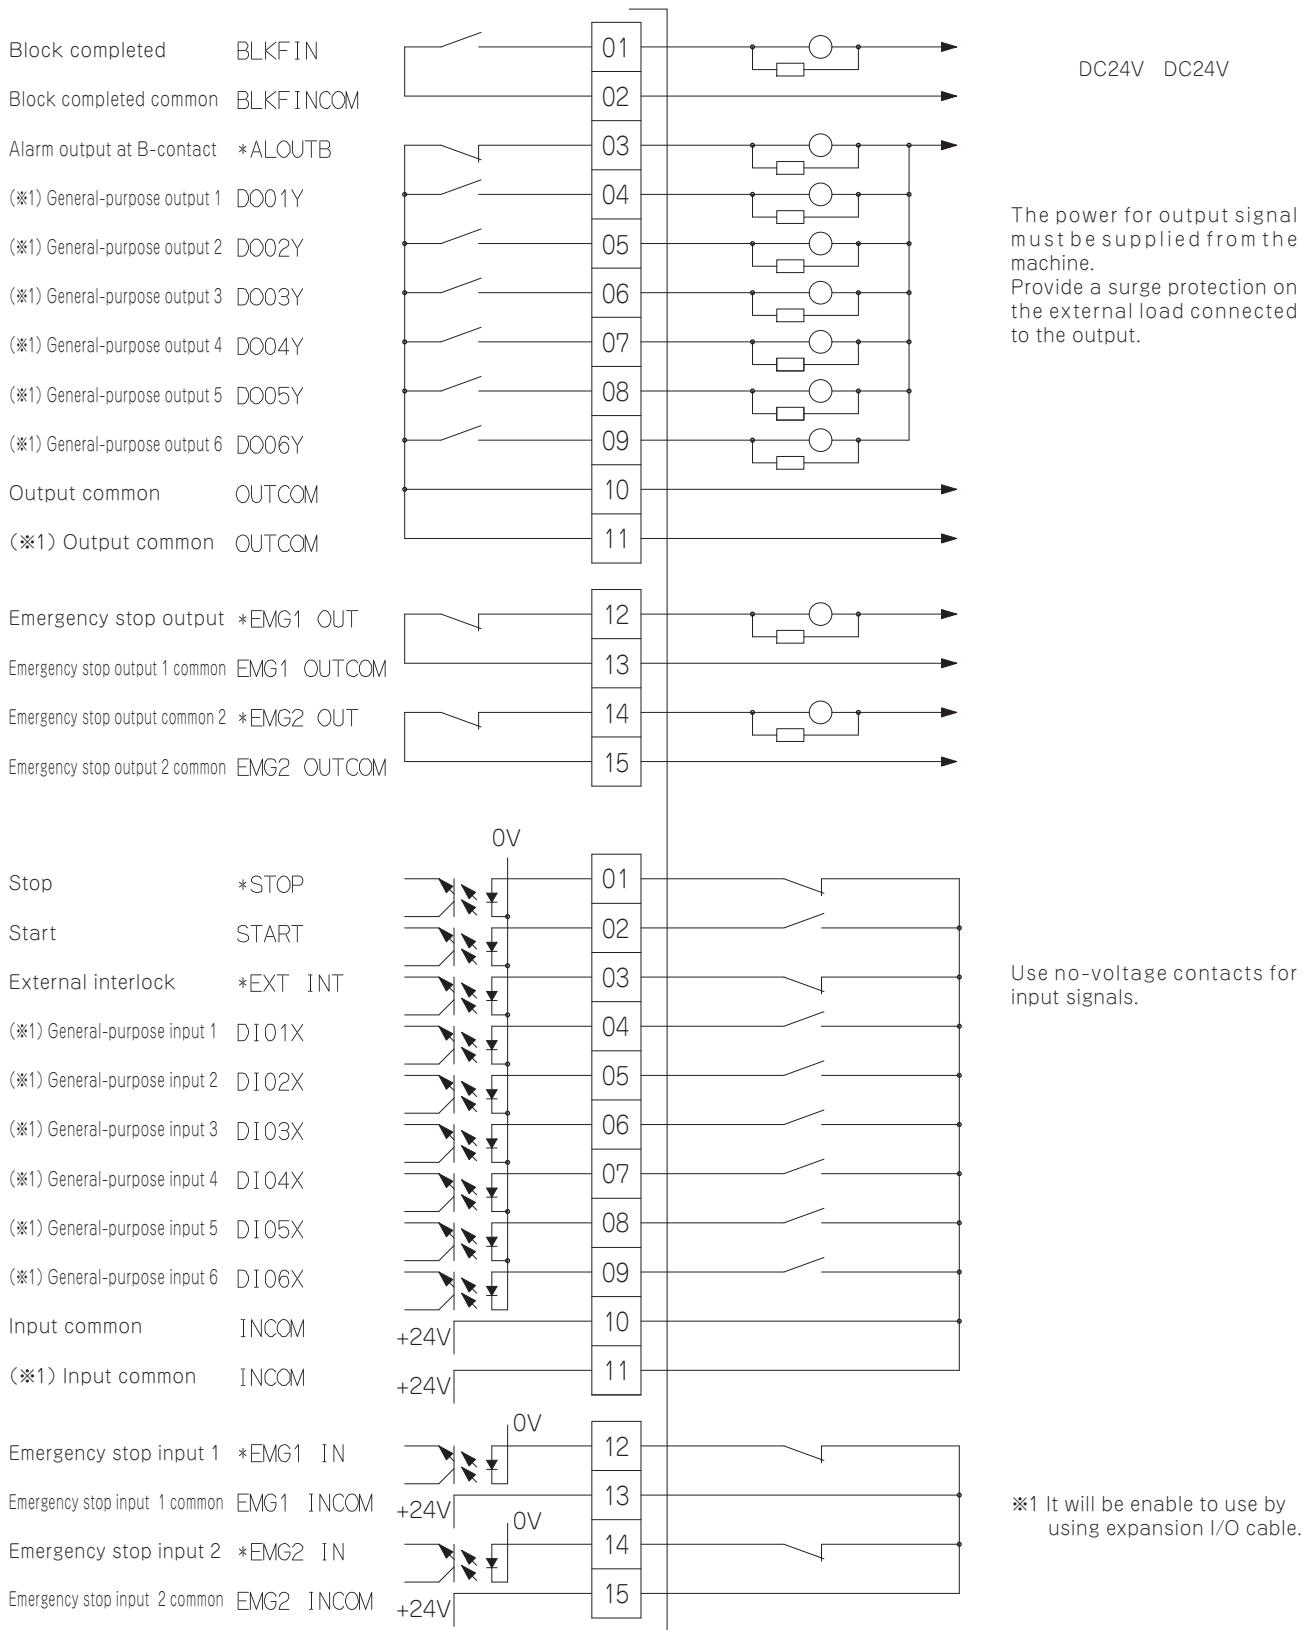 Block completed BLKFIN 01
DC24V DC24V
Block completed common BLKFINCOM 02
Alarm output at B-contact *ALOUTB 03
(※1) General-purpose output 1 DO01Y 04
(※1) General-purpose output 2 DO02Y 05
(※1) General-purpose output 3 DO03Y 06
(※1) General-purpose output 4 DO04Y 07
(※1) General-purpose output 5 DO05Y 08
(※1) General-purpose output 6 DO06Y 09
Output common OUTCOM 10
(※1) Output common OUTCOM 11
The power for output signal
must be supplied from the
machine.
Provide a surge protection on
the external load connected
to the output.
Emergency stop output *EMG1 OUT 12
Emergency stop output 1 common EMG1 OUTCOM 13
Emergency stop output common 2 *EMG2 OUT 14
Emergency stop output 2 common EMG2 OUTCOM 15
0V
Stop *STOP 01
Start START 02
External interlock *EXT INT 03
(※1) General-purpose input 1 DI01X 04
(※1) General-purpose input 2 DI02X 05
(※1) General-purpose input 3 DI03X 06
(※1) General-purpose input 4 DI04X 07
(※1) General-purpose input 5 DI05X 08
(※1) General-purpose input 6 DI06X 09
Input common INCOM +24V 10
(※1) Input common INCOM +24V 11
Use no-voltage contacts for
input signals.
0V
Emergency stop input 1 *EMG1 IN 12
Emergency stop input 1 common EMG1 INCOM +24V 13
0V
Emergency stop input 2 *EMG2 IN 14
Emergency stop input 2 common EMG2 INCOM +24V 15
※1 It will be enable to use by
using expansion I/O cable.